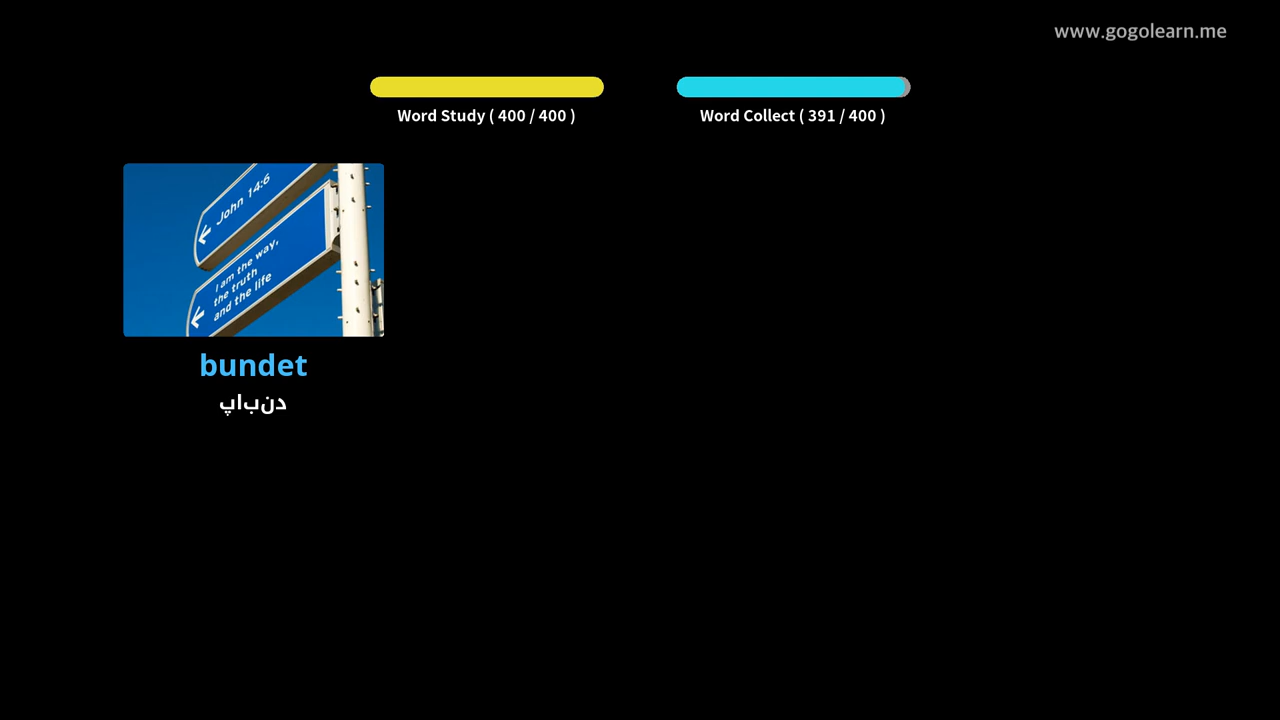 www.gogolearn.me
Word Study ( 400 / 400 )
Word Collect ( 391 / 400 )
John 14:6
I am the way,
the truth
and the life
bundet
دنباپ